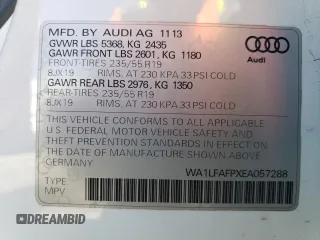 MFD. BY AUDI AG 11 13
GVWR LBS 5368, KG 2435
GAWR FRONT LBS 2601, KG 1180
FRONT-TIRES 235/55 R19
8JX19 RIMS, AT 230 KPA 33 PSI COLD
GAWR REAR LBS 2976, KG 1350
REAR-TIRES 235/55 R19
8JX19 RIMS, AT 230 KPA 33 PSI COLD
Audi
THIS VEHICLE CONFORMS TO ALL APPLICABLE
U.S. FEDERAL MOTOR VEHICLE SAFETY AND
THEFT PREVENTION STANDARDS IN EFFECT ON
THE DATE OF MANUFACTURE SHOWN ABOVE
GERMANY
WA1LFAFPXEA057288
TYPE
MPV
DREAMBID